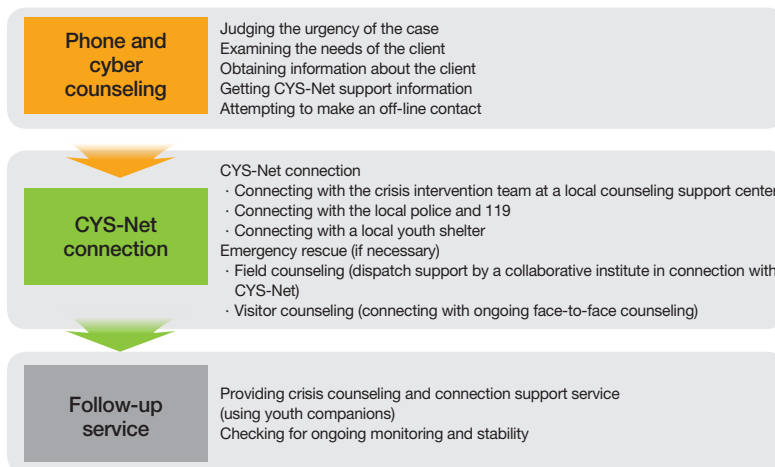 Phone and
cyber
counseling
Judging the urgency of the case
Examining the needs of the client
Obtaining information about the client
Getting CYS-Net support information
Attempting to make an off-line contact
CYS-Net
connection
CYS-Net connection
· Connecting with the crisis intervention team at a local counseling support center
· Connecting with the local police and 119
· Connecting with a local youth shelter
Emergency rescue (if necessary)
· Field counseling (dispatch support by a collaborative institute in connection with
CYS-Net)
· Visitor counseling (connecting with ongoing face-to-face counseling)
Follow-up
service
Providing crisis counseling and connection support service
(using youth companions)
Checking for ongoing monitoring and stability